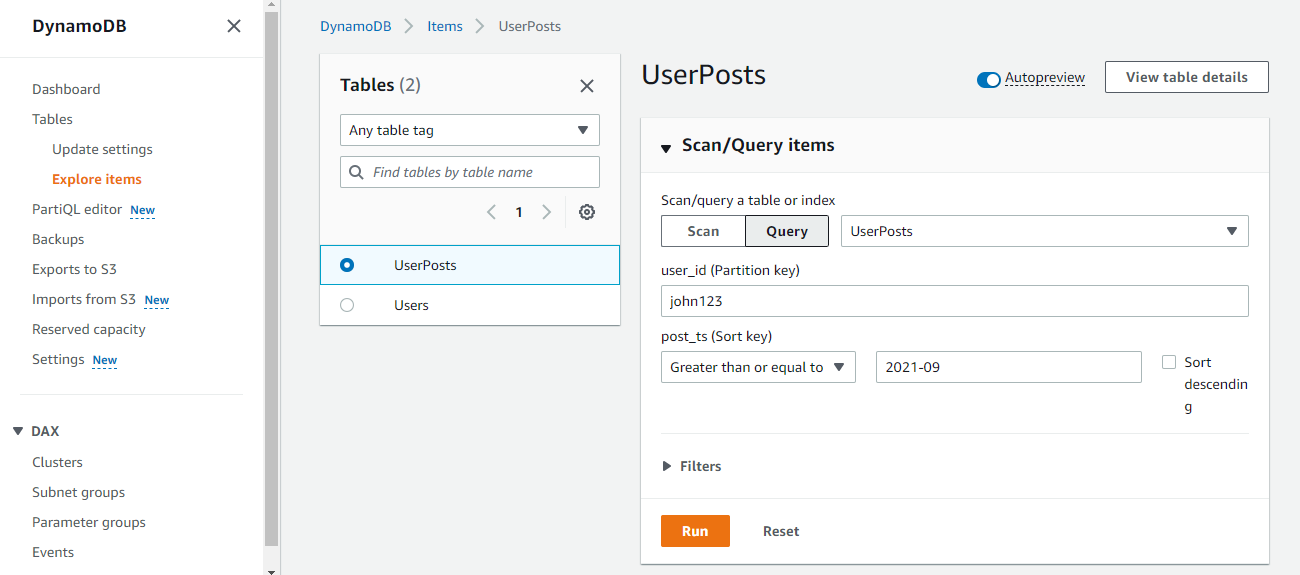 DynamoDB
Dashboard
Tables
Update settings
Explore items
PartiQL editor New
Backups
Exports to S3
Imports from S3 New
Reserved capacity
Settings New
DAX
Clusters
Subnet groups
Parameter groups
Events
DynamoDB Items UserPosts
Tables (2)
Any table tag
Find tables by table name
1
UserPosts
Users
UserPosts
Autopreview
View table details
Scan/Query items
Scan/query a table or index
Scan Query UserPosts
user_id (Partition key)
john123
post_ts (Sort key)
Greater than or equal to 2021-09
Sort
descendin
g
Filters
Run Reset